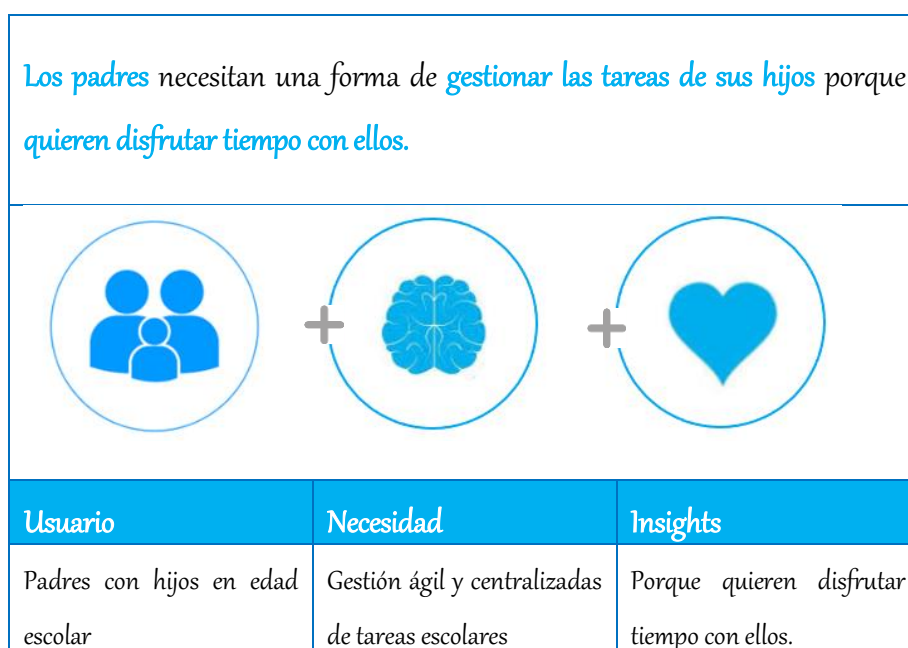 Los padres necesitan una forma de gestionar las tareas de sus hijos porque
quieren disfrutar tiempo con ellos.
Usuario
Necesidad
Insights
Padres con hijos en edad
escolar
Gestión ágil y centralizadas
de tareas escolares
Porque quieren disfrutar
tiempo con ellos.